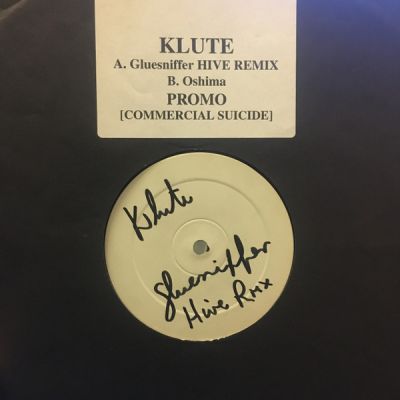 KLUTE
A. Gluesniffer HIVE REMIX
B. Oshima
PROMO
[COMMERCIAL SUICIDE]
Klute
Gluesniffer
Hive Rmx